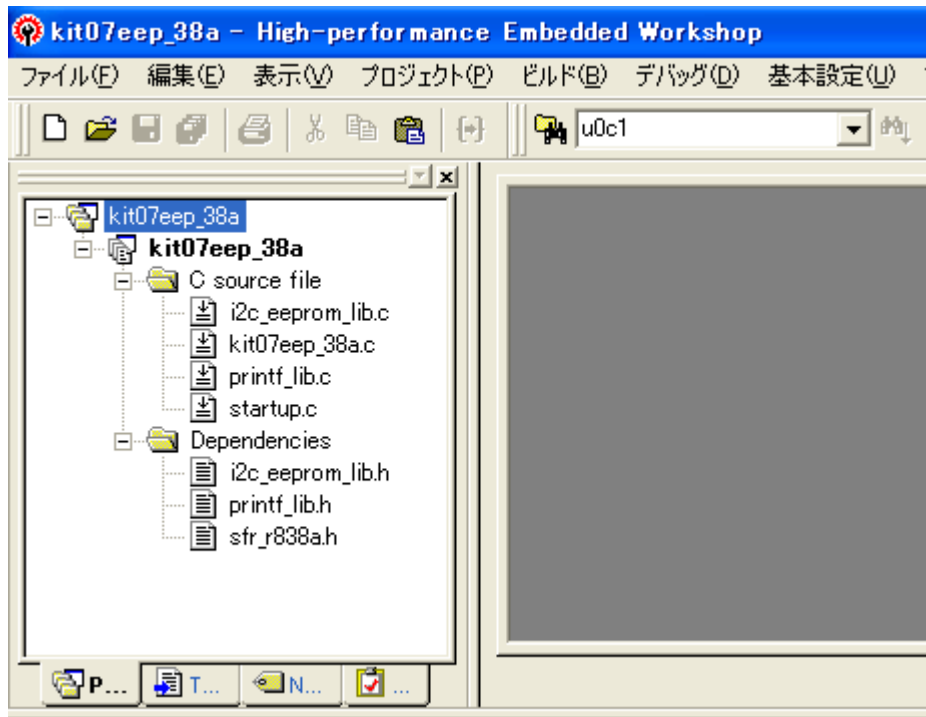 kit07eep_38a - High-performance Embedded Workshop
ファイル(F) 編集(E) 表示(V) プロジェクト(P) ビルド(B) デバッグ(D) 基本設定(U)
u0c1
kit07eep_38a
kit07eep_38a
C source file
i2c_eeprom_lib.c
kit07eep_38a.c
printf_lib.c
startup.c
Dependencies
i2c_eeprom_lib.h
printf_lib.h
sfr_r838a.h
P... T... N... ...